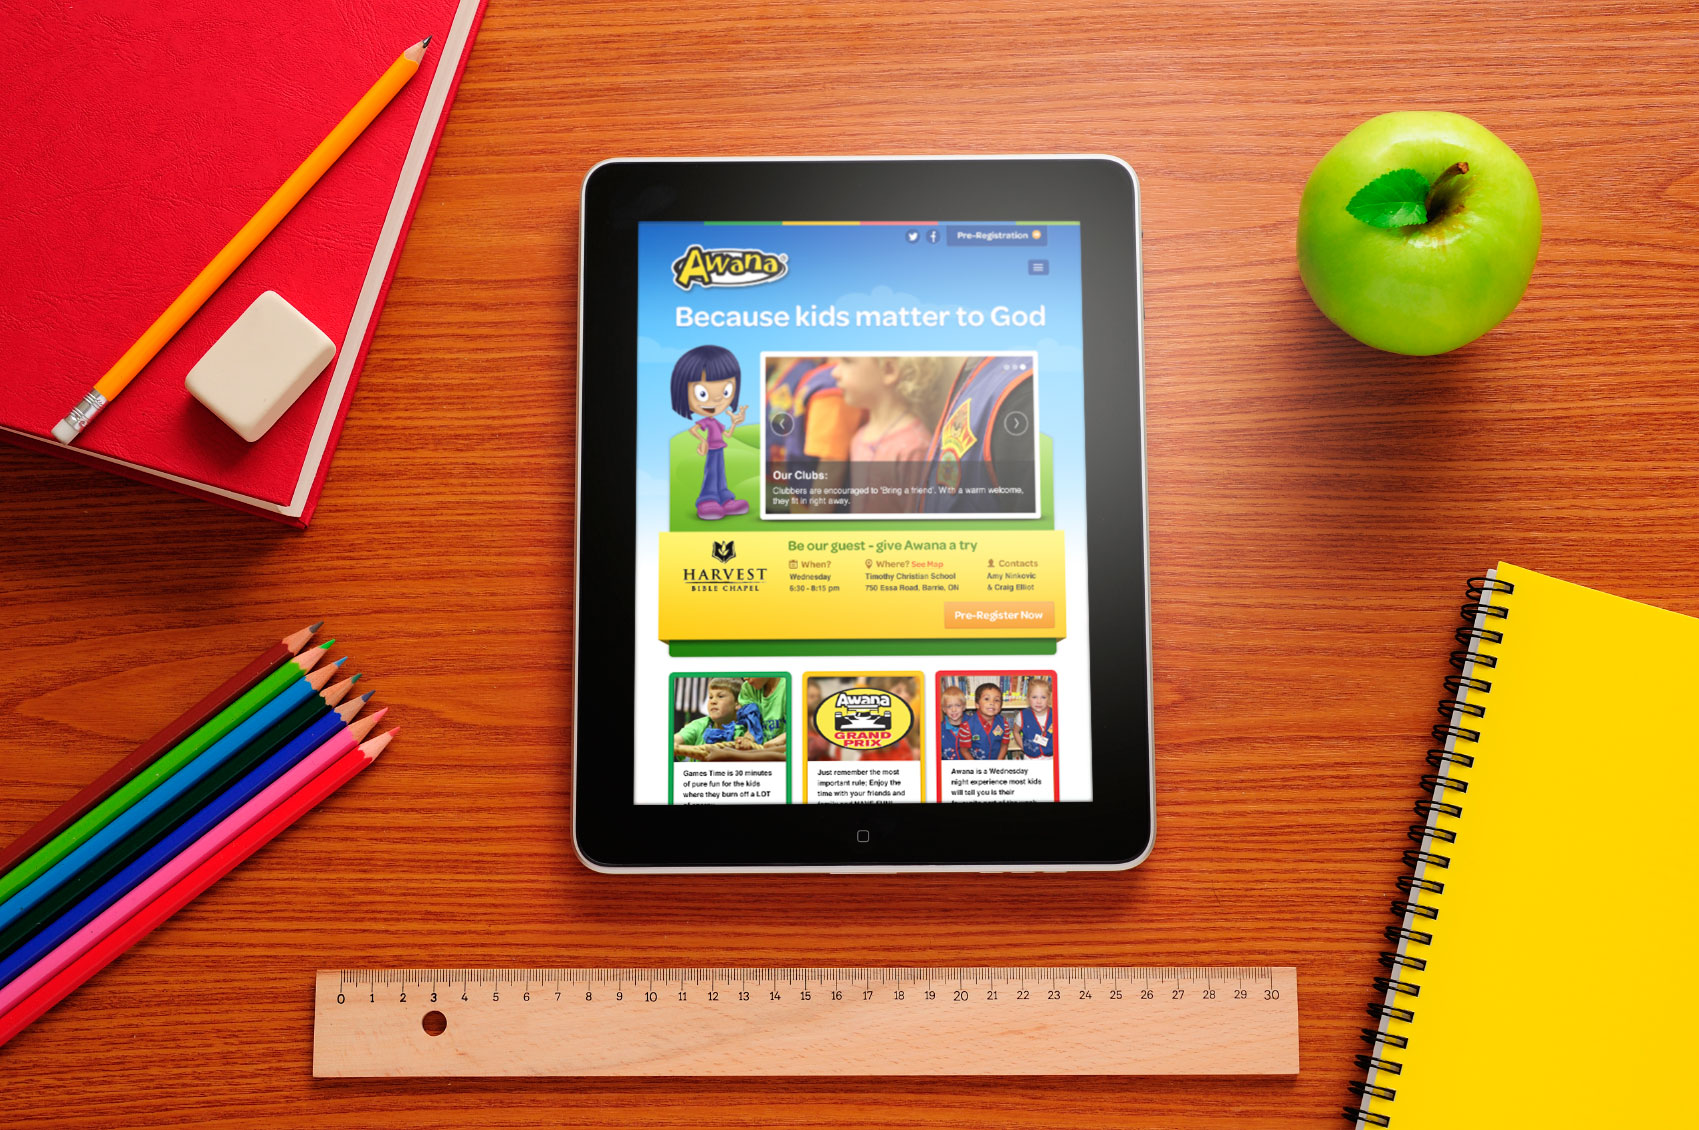 Pre-Registration
Awana
Because kids matter to God
Our Clubs:
Clubbers are encouraged to 'Bring a friend'. With a warm welcome,
they fit in right away.
HARVEST
BIBLE CHAPEL
Be our guest - give Awana a try
When?
Wednesday
6:30 - 8:15 pm
Where? See Map
Timothy Christian School
750 Essa Road, Barrie, ON
Contacts
Amy Ninkovic
& Craig Elliot
Pre-Register Now
Games Time is 30 minutes
of pure fun for the kids
where they burn off a LOT
Awana
GRAND
PRIX
Just remember the most
important rule; Enjoy the
time with your friends and
Awana is a Wednesday
night experience most kids
will tell you is their
0 1 2 3 4 5 6 7 8 9 10 11 12 13 14 15 16 17 18 19 20 21 22 23 24 25 26 27 28 29 30